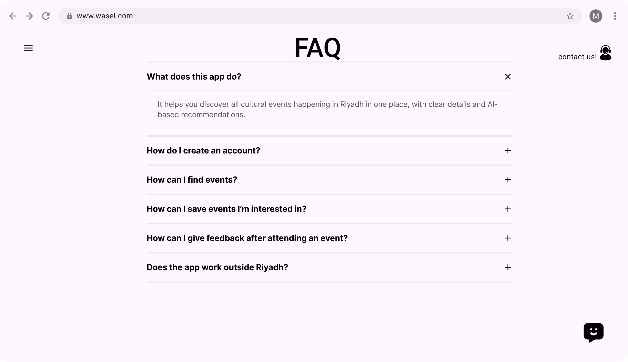 www.wasel.com
M
FAQ
contact us!
What does this app do?
It helps you discover all cultural events happening in Riyadh in one place, with clear details and AI-
based recommendations.
How do I create an account?
How can I find events?
How can I save events I'm interested in?
How can I give feedback after attending an event?
Does the app work outside Riyadh?